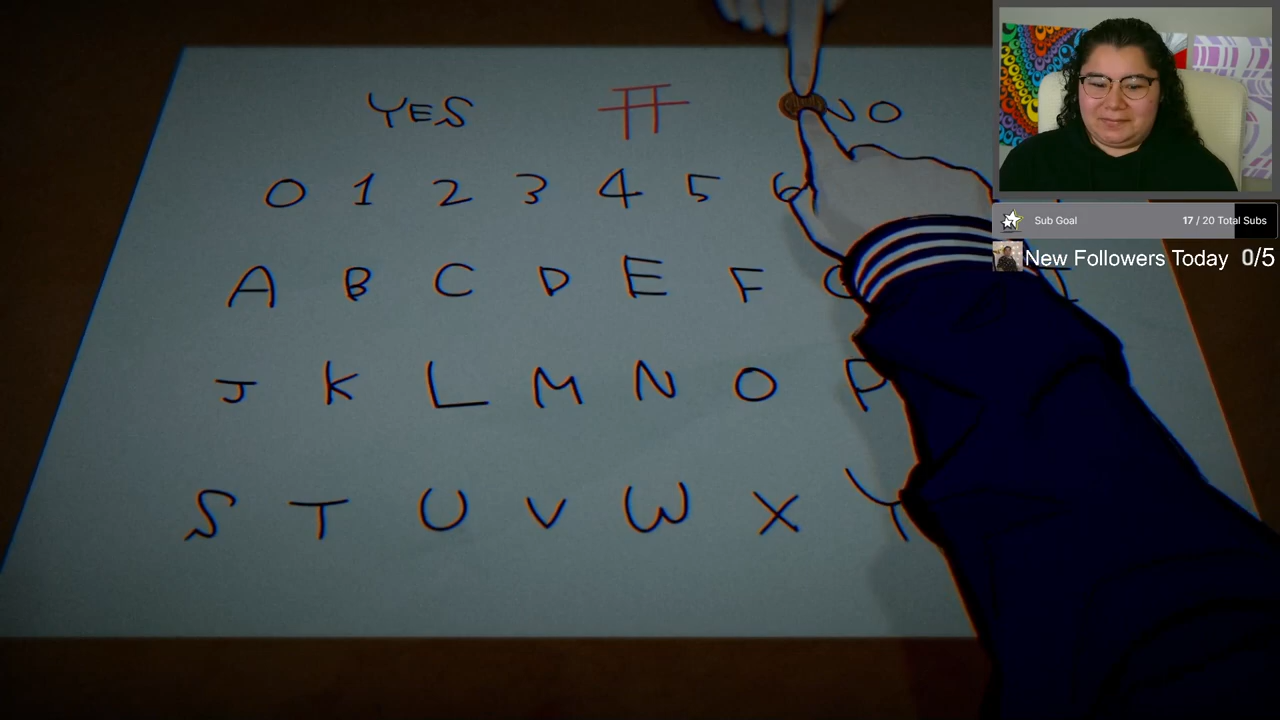 YES NO
0 1 2 3 4 5 6
A B C D E F G
J K L M N O P
S T U V W X Y
Sub Goal 17 / 20 Total Subs
New Followers Today 0/5